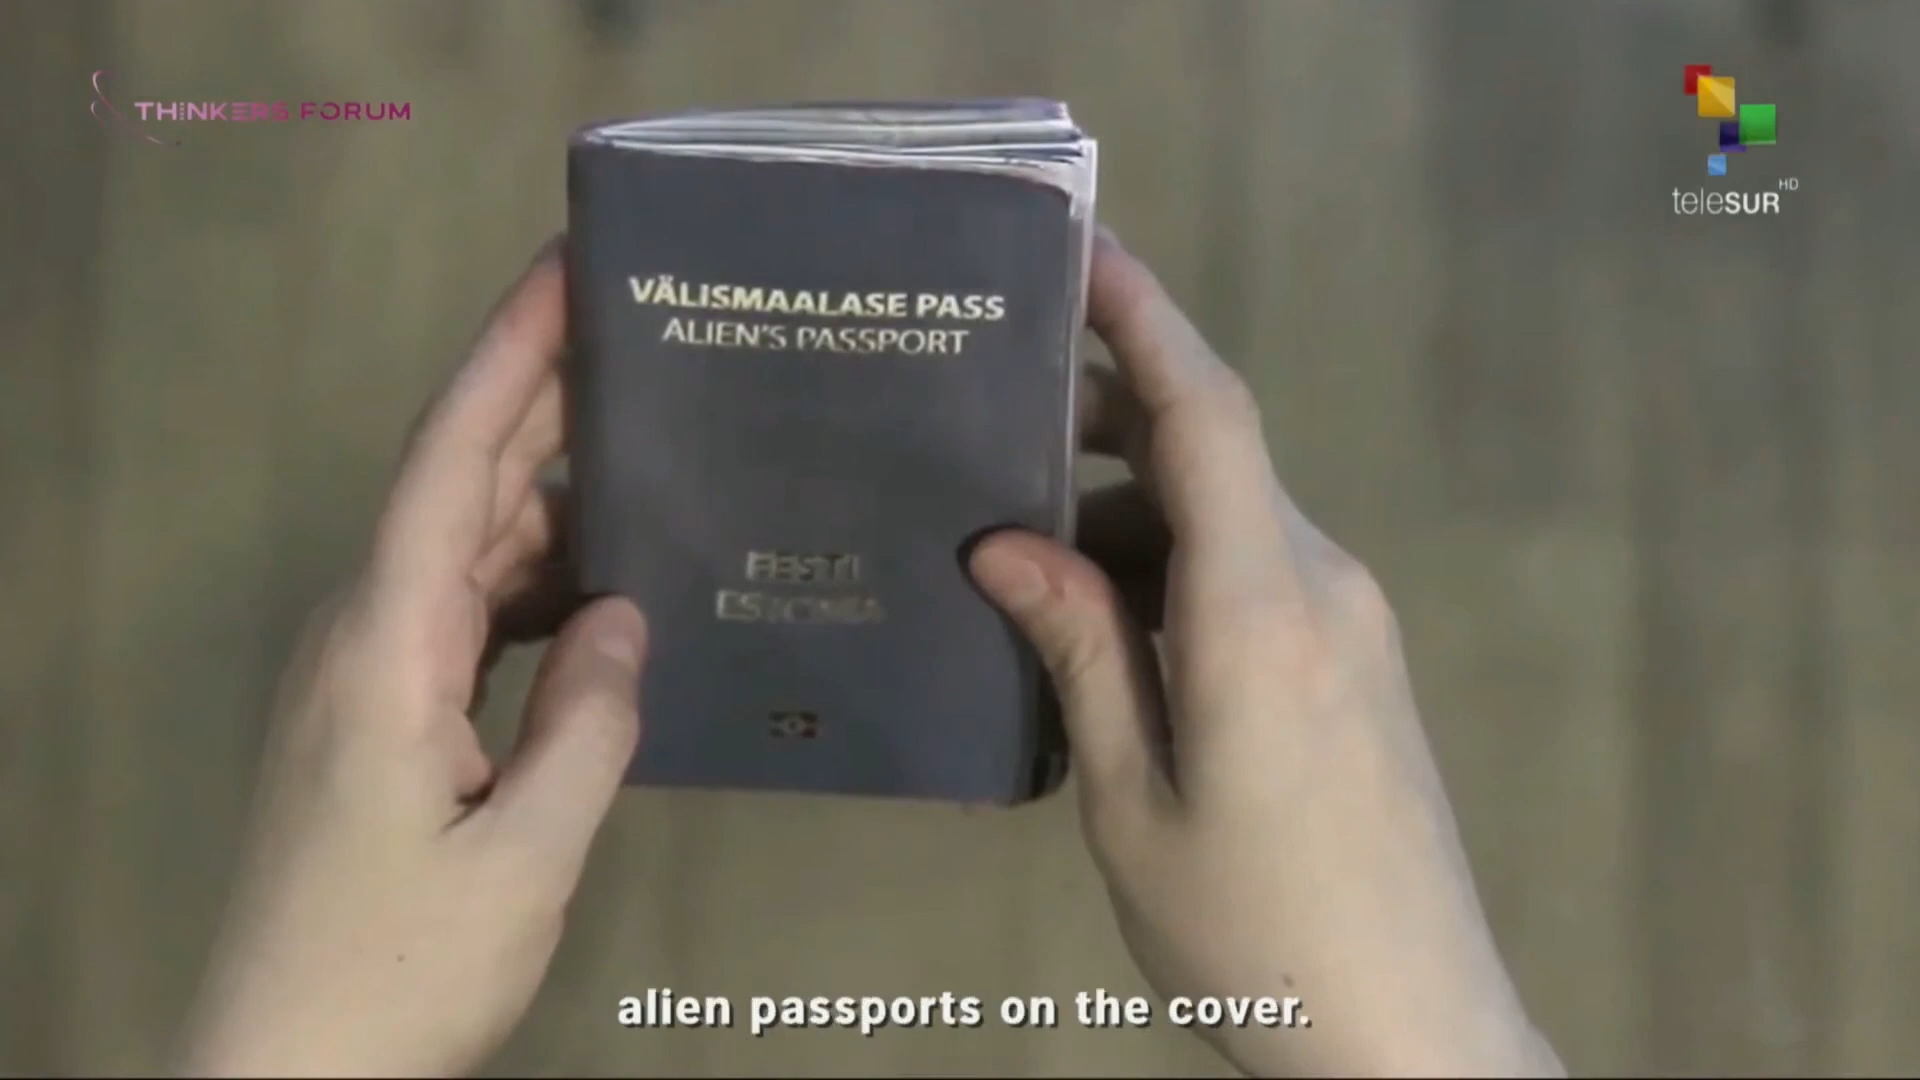 THINKERS FORUM
teleSUR HD
VÄLISMAALASE PASS
ALIEN'S PASSPORT
EESTI
ESTONIA
alien passports on the cover.